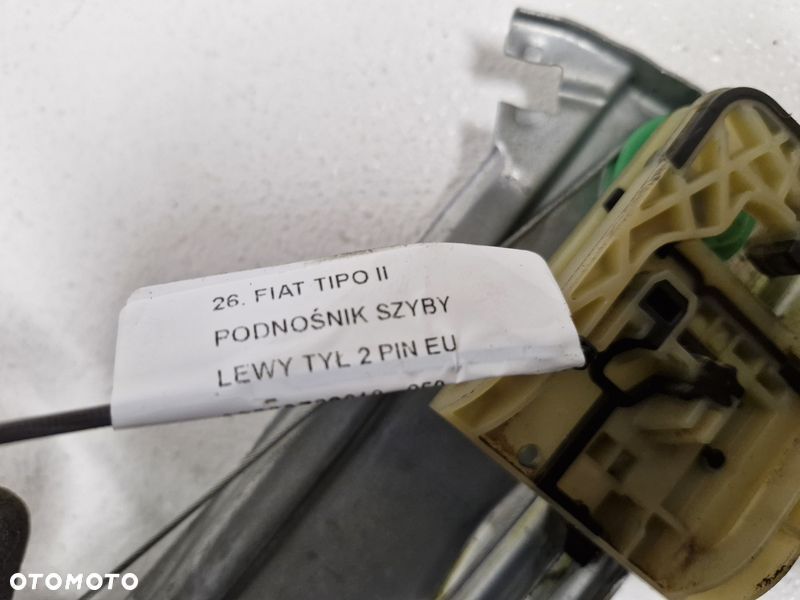 26. FIAT TIPO II
PODNOŚNIK SZYBY
LEWY TYŁ 2 PIN EU
OTOMOTO